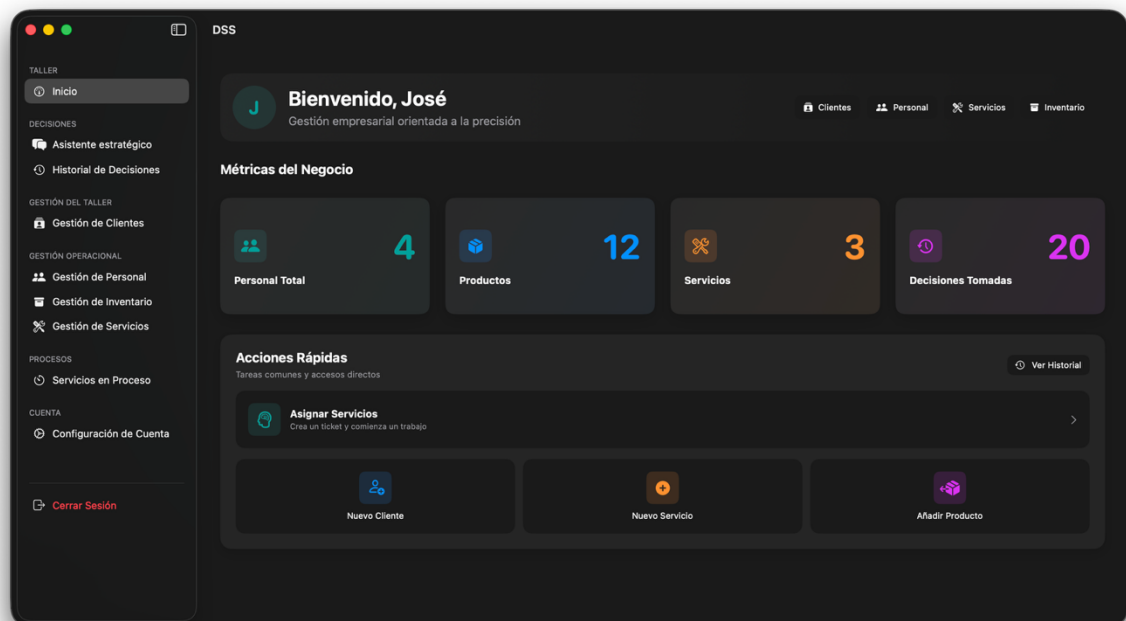 DSS
TALLER
Inicio
DECISIONES
Asistente estratégico
Historial de Decisiones
GESTIÓN DEL TALLER
Gestión de Clientes
GESTIÓN OPERACIONAL
Gestión de Personal
Gestión de Inventario
Gestión de Servicios
PROCESOS
Servicios en Proceso
CUENTA
Configuración de Cuenta
Cerrar Sesión
J
Bienvenido, José
Gestión empresarial orientada a la precisión
Clientes
Personal
Servicios
Inventario
Métricas del Negocio
4
Personal Total
12
Productos
3
Servicios
20
Decisiones Tomadas
Acciones Rápidas
Tareas comunes y accesos directos
Ver Historial
Asignar Servicios
Crea un ticket y comienza un trabajo
Nuevo Cliente
Nuevo Servicio
Añadir Producto